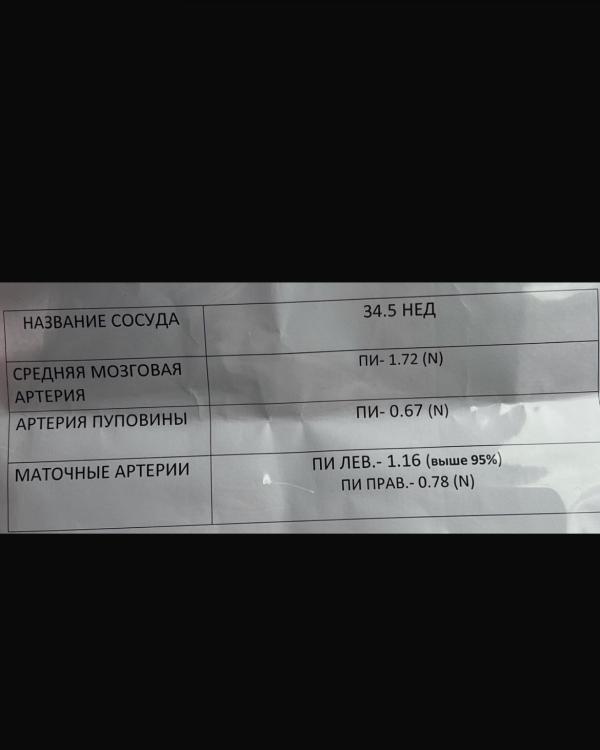 НАЗВАНИЕ СОСУДА
34.5 НЕД
СРЕДНЯЯ МОЗГОВАЯ
АРТЕРИЯ
ПИ- 1.72 (N)
АРТЕРИЯ ПУПОВИНЫ
ПИ- 0.67 (N)
МАТОЧНЫЕ АРТЕРИИ
ПИ ЛЕВ.- 1.16 (выше 95%)
ПИ ПРАВ.- 0.78 (N)